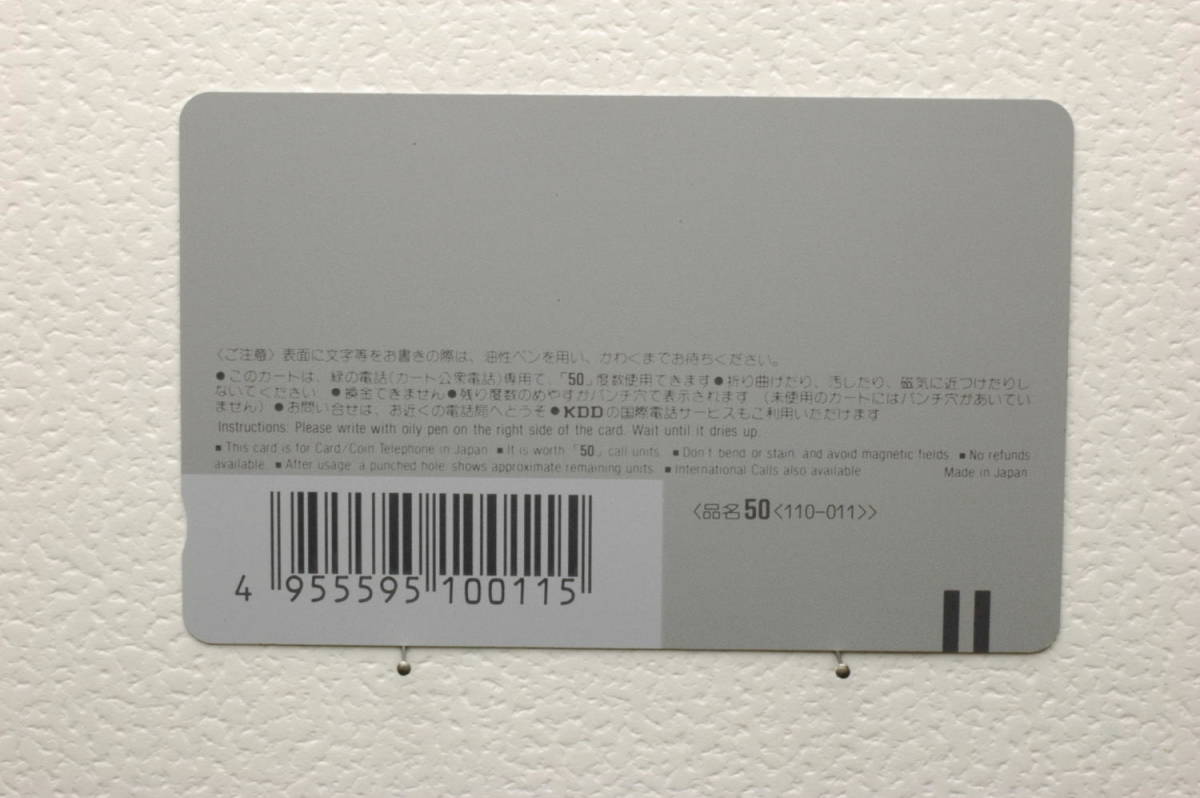 〈ご注意〉表面に文字等をお書きの際は、油性ペンを用い、かわくまでお待ちください。
●このカードは、緑の電話(カード公衆電話)専用で、「50」度数使用できます●折り曲げたり、汚したり、磁気に近づけたりし
ないでください ●換金できません●残り度数のめやすがパンチ穴で表示されます (未使用のカードにはパンチ穴があいてい
ません) ●お問い合せは、お近くの電話局へどうぞ●KDDの国際電話サービスもご利用いただけます
Instructions: Please write with oily pen on the right side of the card. Wait until it dries up.
■This card is for Card/Coin Telephone in Japan ■It is worth「50」call units ■Don't bend or stain, and avoid magnetic fields ■No refunds
available. ■After usage, a punched hole, shows approximate remaining units. ■International Calls also available Made in Japan
〈品名50〈110-011〉〉
4 955595 100115